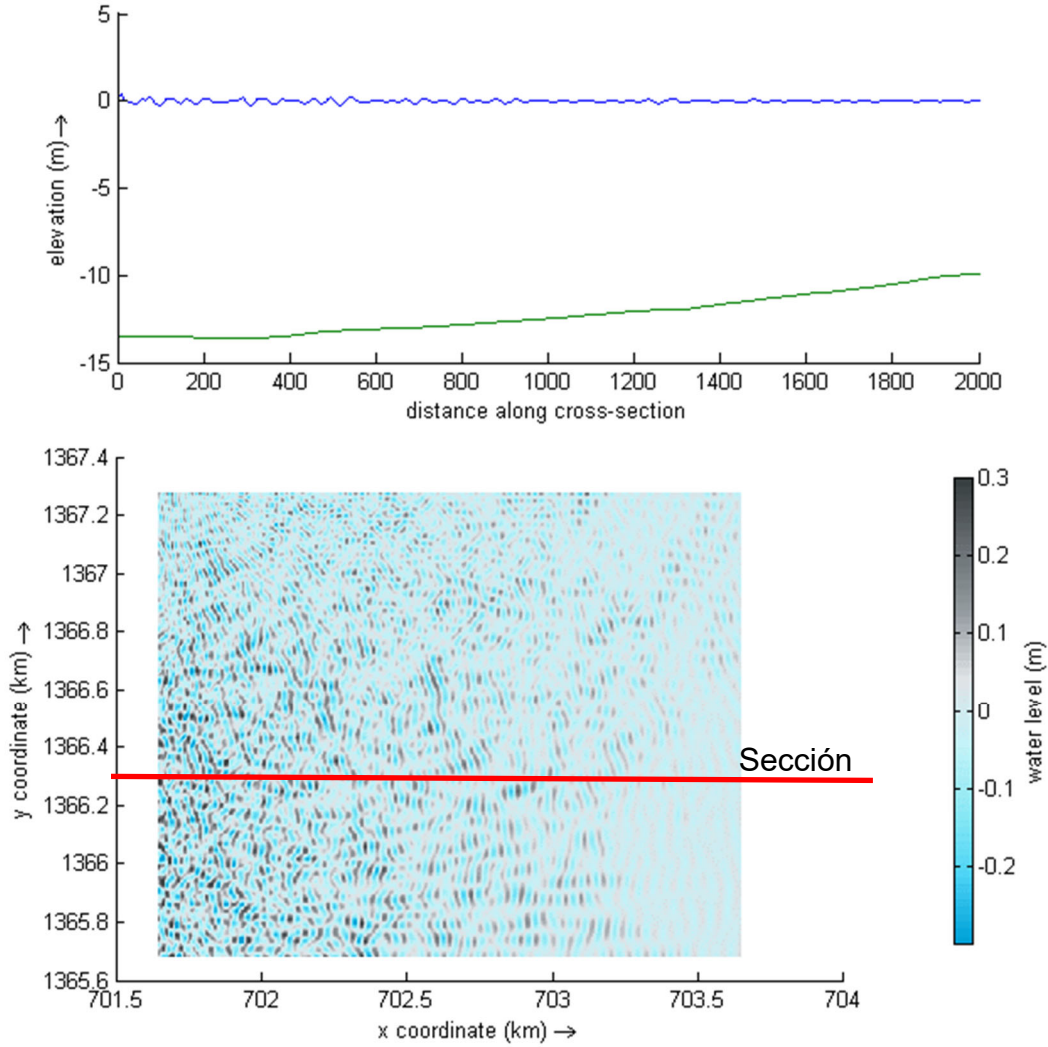 5
0
-5
-10
-15
elevation (m) →
0 200 400 600 800 1000 1200 1400 1600 1800 2000
distance along cross-section
1367.4
1367.2
1367
1366.8
1366.6
1366.4
1366.2
1366
1365.8
1365.6
y coordinate (km) →
Sección
701.5 702 702.5 703 703.5 704
x coordinate (km) →
0.3
0.2
0.1
0
-0.1
-0.2
water level (m)